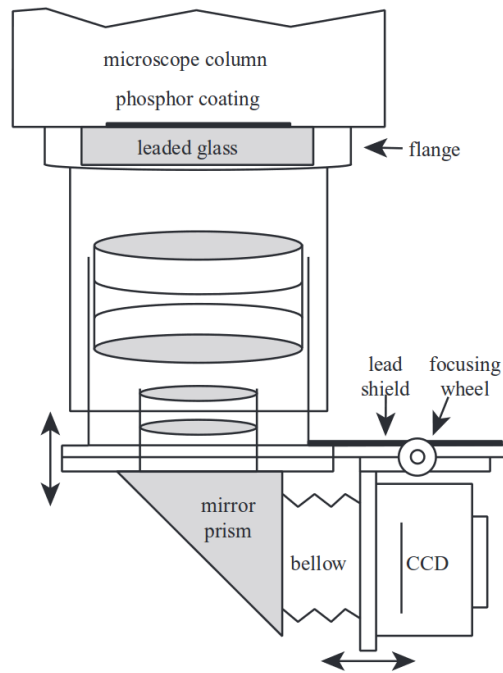 microscope column
phosphor coating
leaded glass
flange
lead
shield
focusing
wheel
mirror
prism
bellow
CCD